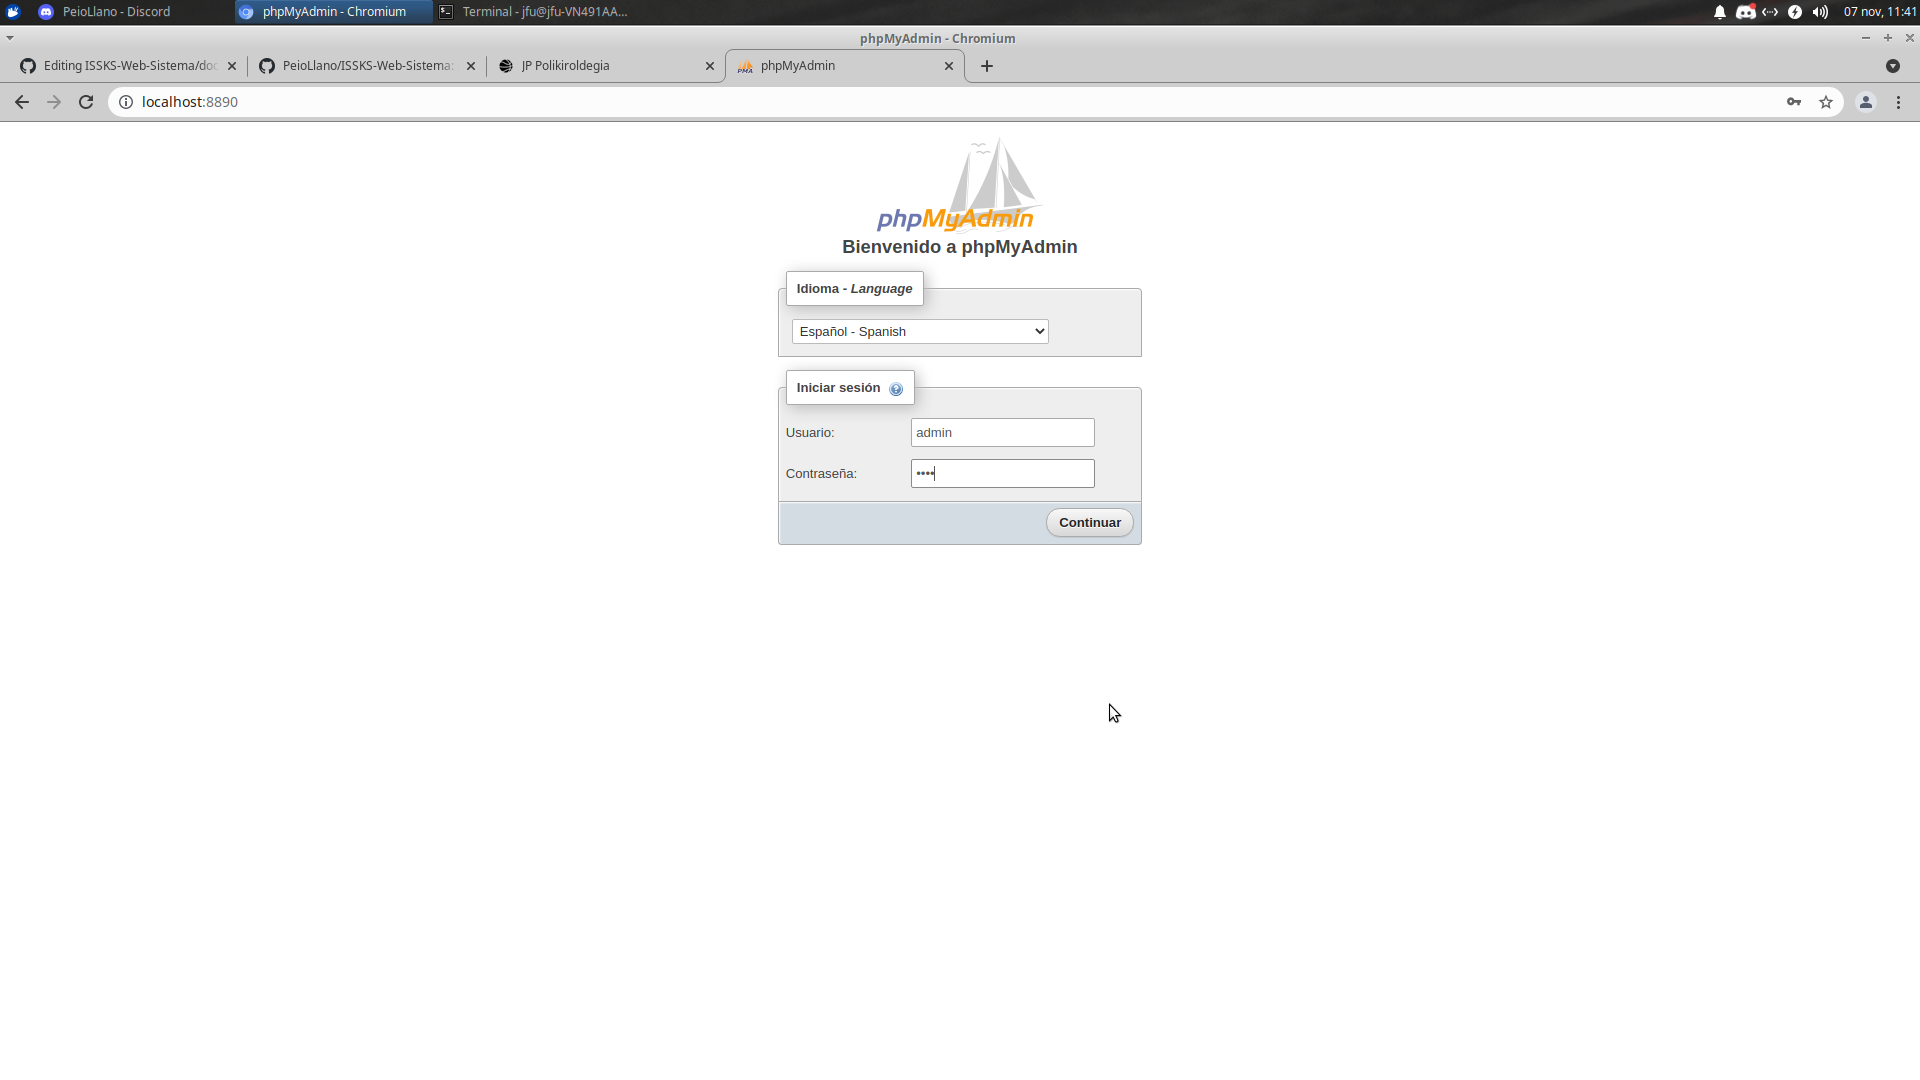 PeioLlano - Discord
phpMyAdmin - Chromium
Terminal - jfu@jfu-VN491AA...
07 nov, 11:41
phpMyAdmin - Chromium
Editing ISSKS-Web-Sistema/doc
PeioLlano/ISSKS-Web-Sistema:
JP Polikiroldegia
phpMyAdmin
localhost:8890
phpMyAdmin
Bienvenido a phpMyAdmin
Idioma - Language
Español - Spanish
Iniciar sesión
Usuario: admin
Contraseña: ••••
Continuar